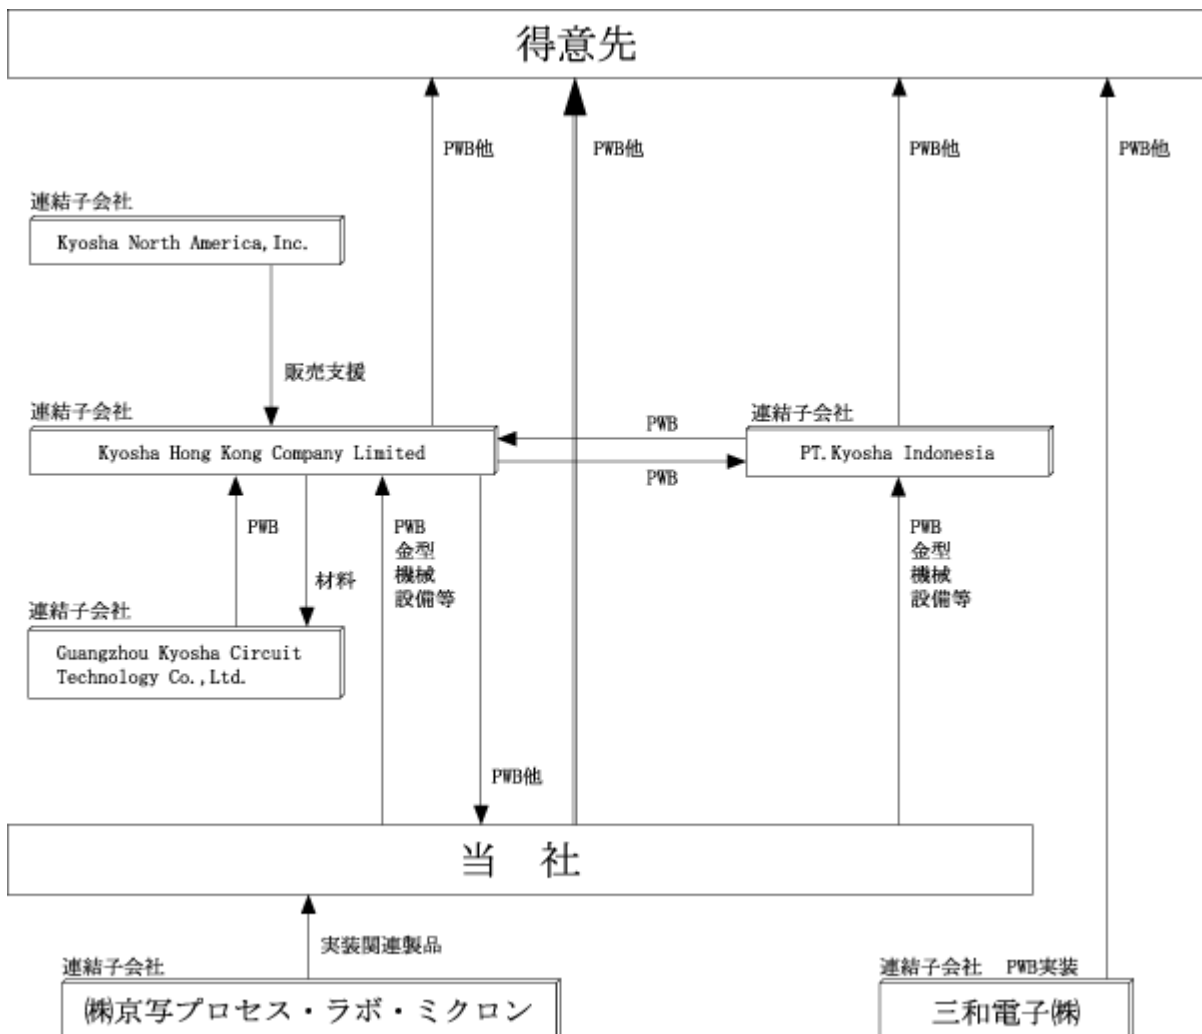 得意先
PWB他
PWB他
PWB他
PWB他
連結子会社
Kyosha North America,Inc.
販売支援
連結子会社
Kyosha Hong Kong Company Limited
PWB
PWB
連結子会社
PT.Kyosha Indonesia
PWB
材料
PWB
金型
機械
設備等
PWB
金型
機械
設備等
連結子会社
Guangzhou Kyosha Circuit
Technology Co.,Ltd.
PWB他
当 社
実装関連製品
連結子会社
㈱京写プロセス・ラボ・ミクロン
連結子会社 PWB実装
三和電子㈱